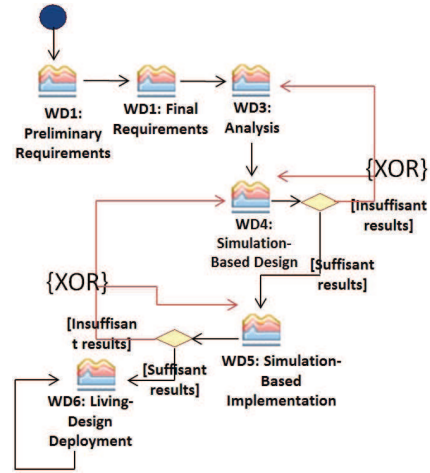 WD1:
Preliminary
Requirements
WD1: Final
Requirements
WD3:
Analysis
{XOR}
WD4:
Simulation-
Based Design
[Insuffisant
results]
[Suffisant
results]
{XOR}
[Insuffisan
t results]
WD5: Simulation-
Based
Implementation
[Suffisant
results]
WD6: Living-
Design
Deployment